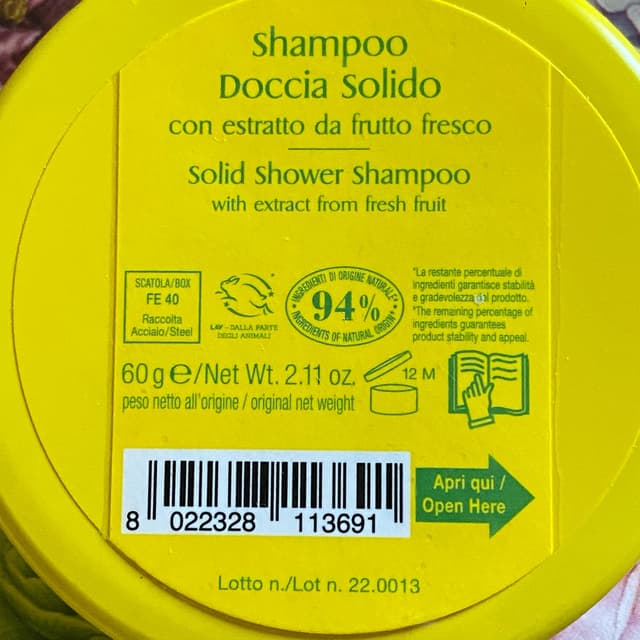 Shampoo
Doccia Solido
con estratto da frutto fresco
Solid Shower Shampoo
with extract from fresh fruit
SCATOLA/BOX
FE 40
Raccolta
Acciaio/Steel
LAV - DALLA PARTE
DEGLI ANIMALI
• INGREDIENTI DI ORIGINE NATURALE* •
94%
INGREDIENTS OF NATURAL ORIGIN*
*La restante percentuale di
ingredienti garantisce stabilità
e gradevolezza del prodotto.
*The remaining percentage of
ingredients guarantees
product stability and appeal.
60 g e/Net Wt. 2.11 oz.
12 M
peso netto all'origine / original net weight
8 022328 113691
Apri qui /
Open Here
Lotto n./Lot n. 22.0013